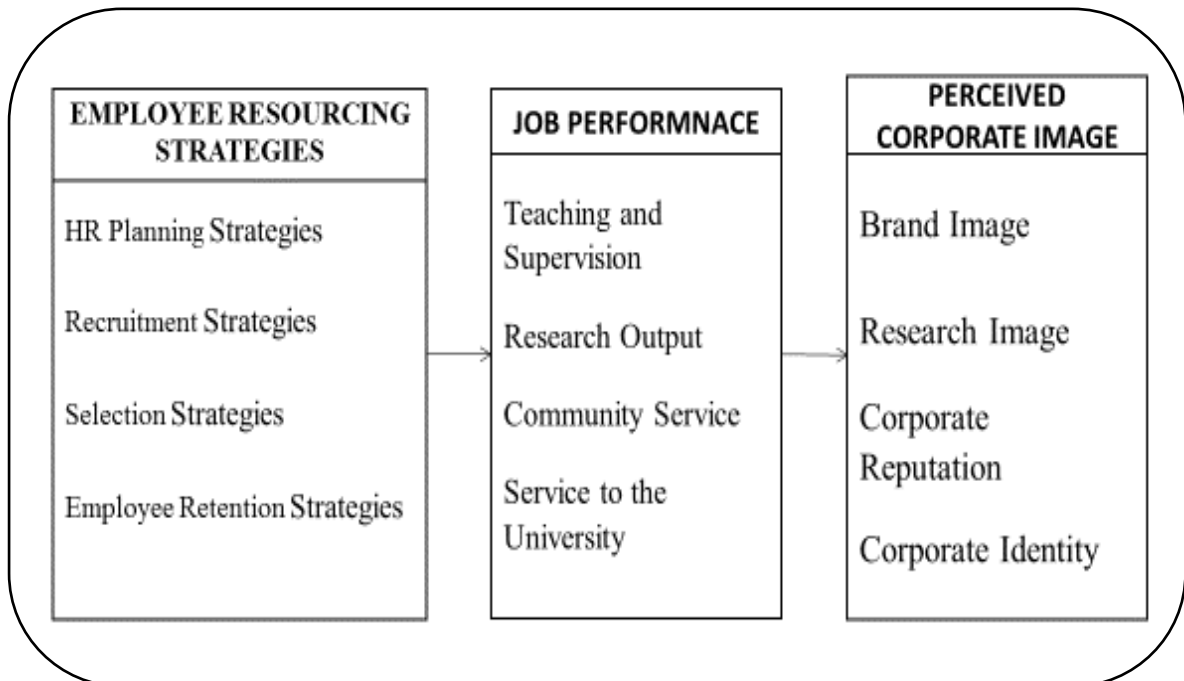 EMPLOYEE RESOURCING
STRATEGIES
HR Planning Strategies
Recruitment Strategies
Selection Strategies
Employee Retention Strategies
JOB PERFORMNACE
Teaching and
Supervision
Research Output
Community Service
Service to the
University
PERCEIVED
CORPORATE IMAGE
Brand Image
Research Image
Corporate
Reputation
Corporate Identity